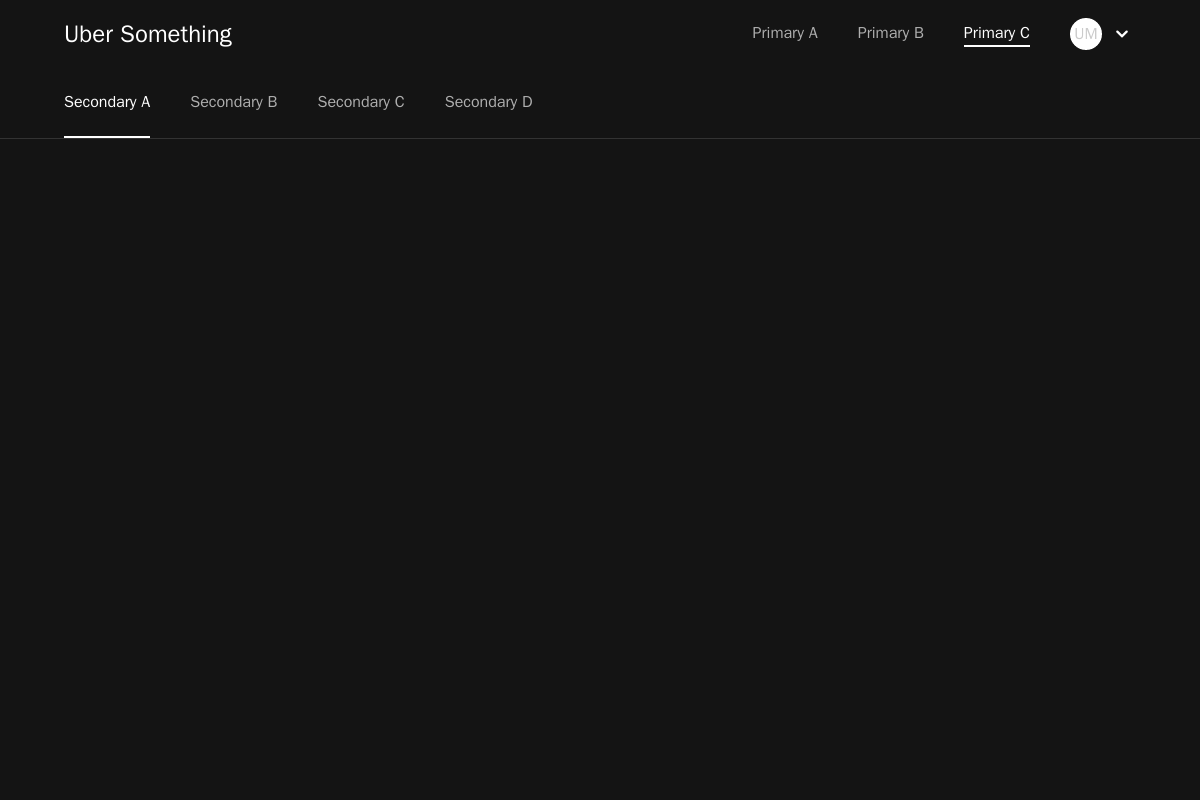 Uber Something
Primary A
Primary B
Primary C
UM
Secondary A
Secondary B
Secondary C
Secondary D